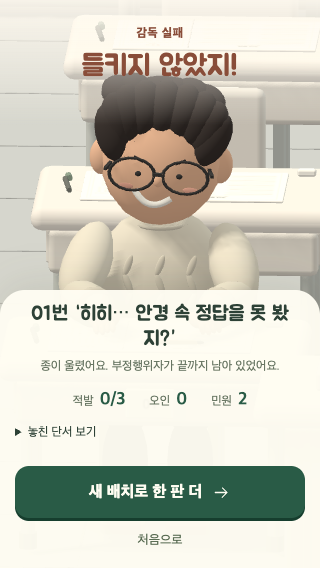 감독 실패
들키지 않았지!
01번 ‘히히… 안경 속 정답을 못 봤
지?’
종이 울렸어요. 부정행위자가 끝까지 남아 있었어요.
적발 0/3 오인 0 민원 2
▶ 놓친 단서 보기
새 배치로 한 판 더 →
처음으로